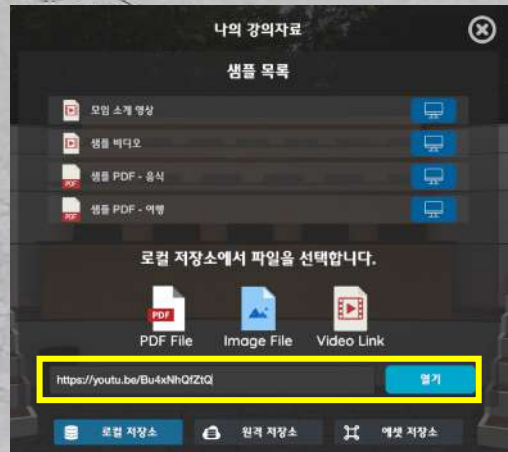 나의 강의자료
샘플 목록
모임 소개 영상
샘플 비디오
PDF
샘플 PDF - 음식
PDF
샘플 PDF - 여행
로컬 저장소에서 파일을 선택합니다.
PDF
PDF File Image File Video Link
https://youtu.be/Bu4xNhQfZtQ 열기
로컬 저장소 원격 저장소 에셋 저장소